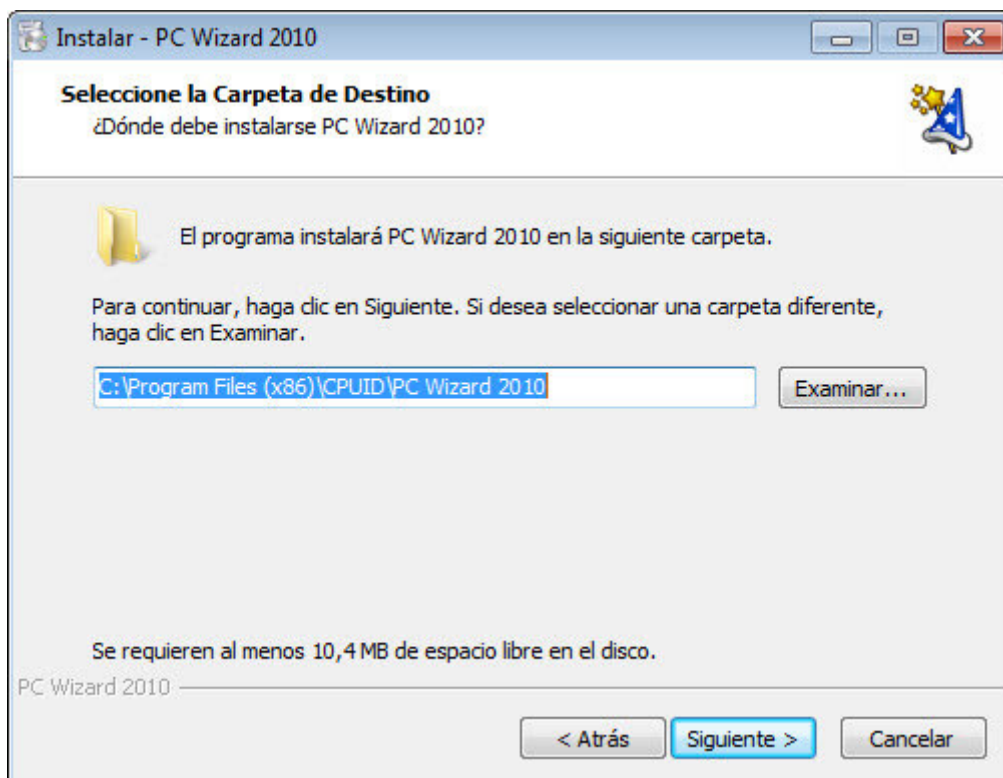 Instalar - PC Wizard 2010
Seleccione la Carpeta de Destino
¿Dónde debe instalarse PC Wizard 2010?
El programa instalará PC Wizard 2010 en la siguiente carpeta.
Para continuar, haga clic en Siguiente. Si desea seleccionar una carpeta diferente,
haga clic en Examinar.
C:\Program Files (x86)\CPUID\PC Wizard 2010
Examinar...
Se requieren al menos 10,4 MB de espacio libre en el disco.
PC Wizard 2010
< Atrás
Siguiente >
Cancelar